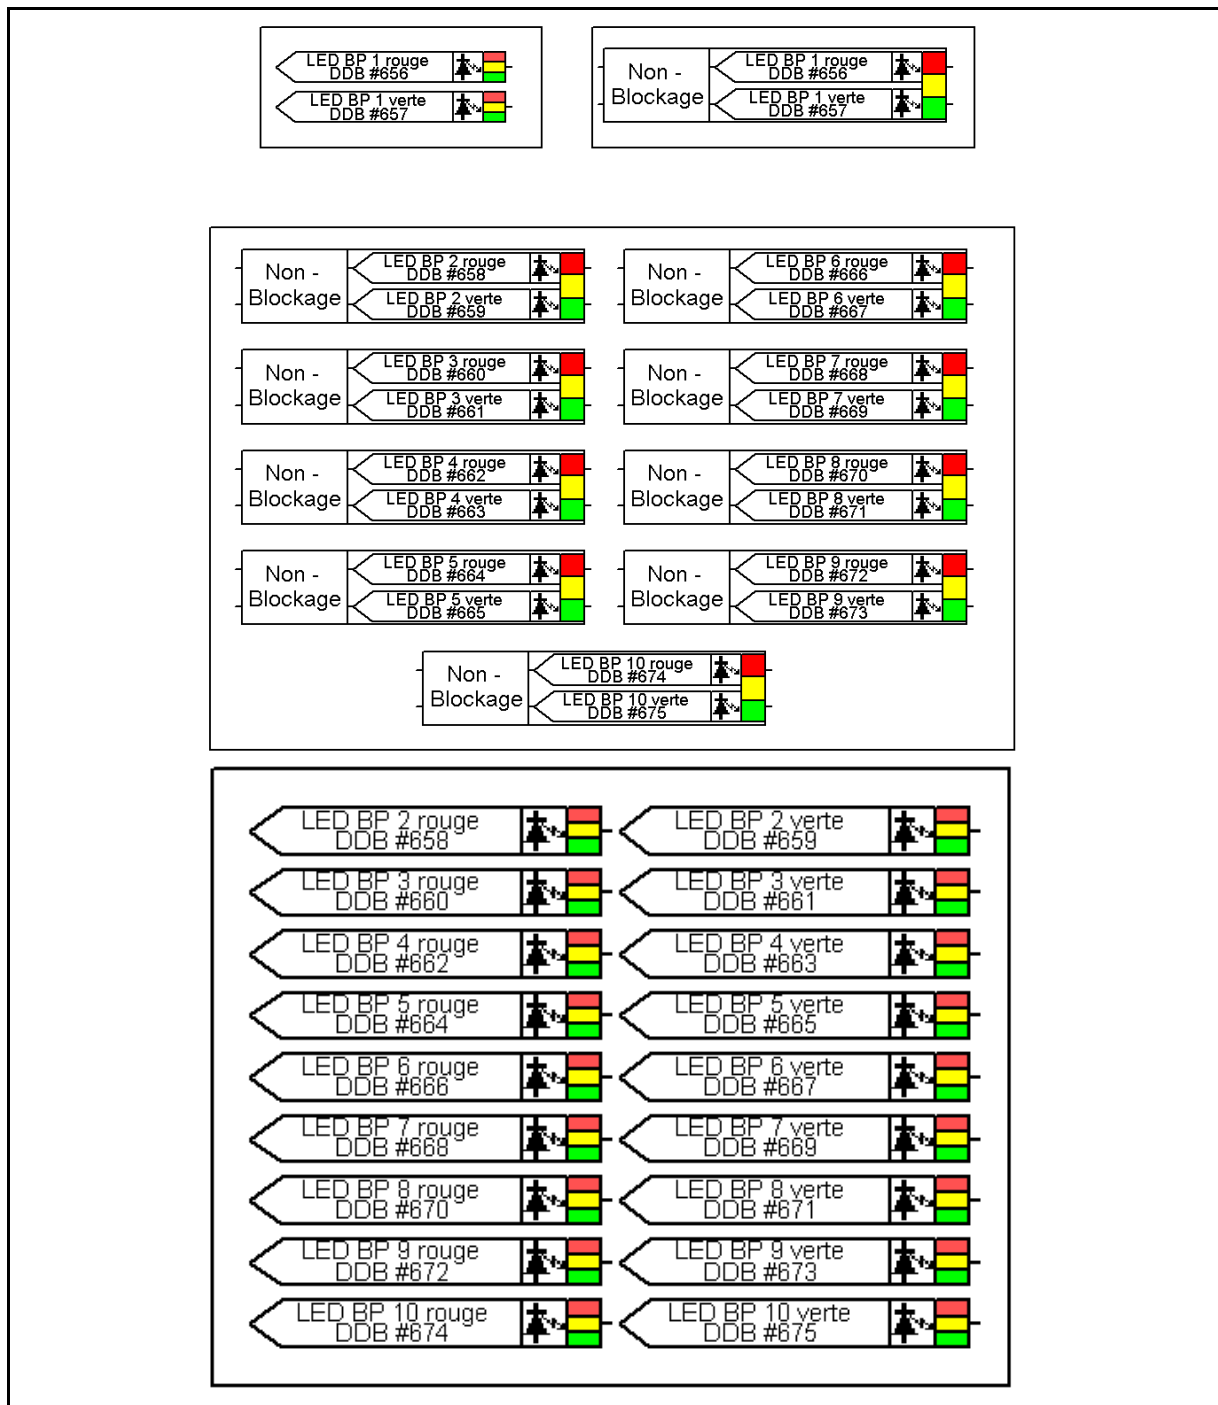 LED BP 1 rouge
DDB #656
LED BP 1 verte
DDB #657
Non -
Blockage
LED BP 1 rouge
DDB #656
LED BP 1 verte
DDB #657
Non -
Blockage
LED BP 2 rouge
DDB #658
LED BP 2 verte
DDB #659
Non -
Blockage
LED BP 6 rouge
DDB #666
LED BP 6 verte
DDB #667
Non -
Blockage
LED BP 3 rouge
DDB #660
LED BP 3 verte
DDB #661
Non -
Blockage
LED BP 7 rouge
DDB #668
LED BP 7 verte
DDB #669
Non -
Blockage
LED BP 4 rouge
DDB #662
LED BP 4 verte
DDB #663
Non -
Blockage
LED BP 8 rouge
DDB #670
LED BP 8 verte
DDB #671
Non -
Blockage
LED BP 5 rouge
DDB #664
LED BP 5 verte
DDB #665
Non -
Blockage
LED BP 9 rouge
DDB #672
LED BP 9 verte
DDB #673
Non -
Blockage
LED BP 10 rouge
DDB #674
LED BP 10 verte
DDB #675
LED BP 2 rouge
DDB #658
LED BP 2 verte
DDB #659
LED BP 3 rouge
DDB #660
LED BP 3 verte
DDB #661
LED BP 4 rouge
DDB #662
LED BP 4 verte
DDB #663
LED BP 5 rouge
DDB #664
LED BP 5 verte
DDB #665
LED BP 6 rouge
DDB #666
LED BP 6 verte
DDB #667
LED BP 7 rouge
DDB #668
LED BP 7 verte
DDB #669
LED BP 8 rouge
DDB #670
LED BP 8 verte
DDB #671
LED BP 9 rouge
DDB #672
LED BP 9 verte
DDB #673
LED BP 10 rouge
DDB #674
LED BP 10 verte
DDB #675